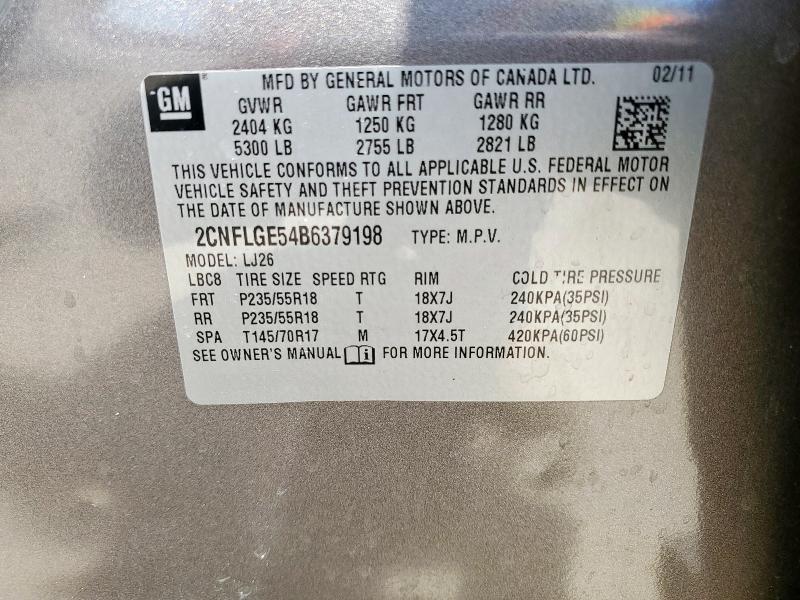 GM MFD BY GENERAL MOTORS OF CANADA LTD. 02/11
GVWR GAWR FRT GAWR RR
2404 KG 1250 KG 1280 KG
5300 LB 2755 LB 2821 LB
THIS VEHICLE CONFORMS TO ALL APPLICABLE U.S. FEDERAL MOTOR
VEHICLE SAFETY AND THEFT PREVENTION STANDARDS IN EFFECT ON
THE DATE OF MANUFACTURE SHOWN ABOVE.
2CNFLGE54B6379198 TYPE: M.P.V.
MODEL: LJ26
LBC8 TIRE SIZE SPEED RTG RIM COLD TIRE PRESSURE
FRT P235/55R18 T 18X7J 240KPA(35PSI)
RR P235/55R18 T 18X7J 240KPA(35PSI)
SPA T145/70R17 M 17X4.5T 420KPA(60PSI)
SEE OWNER'S MANUAL i FOR MORE INFORMATION.